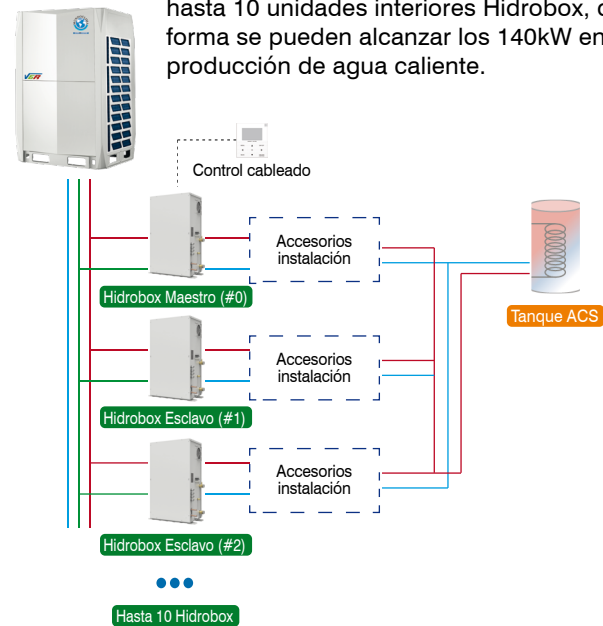 hasta 10 unidades interiores Hidrobox,
forma se pueden alcanzar los 140kW en
producción de agua caliente.
Control cableado
Accesorios
instalación
Hidrobox Maestro (#0)
Tanque ACS
Accesorios
instalación
Hidrobox Esclavo (#1)
Accesorios
instalación
Hidrobox Esclavo (#2)
Hasta 10 Hidrobox